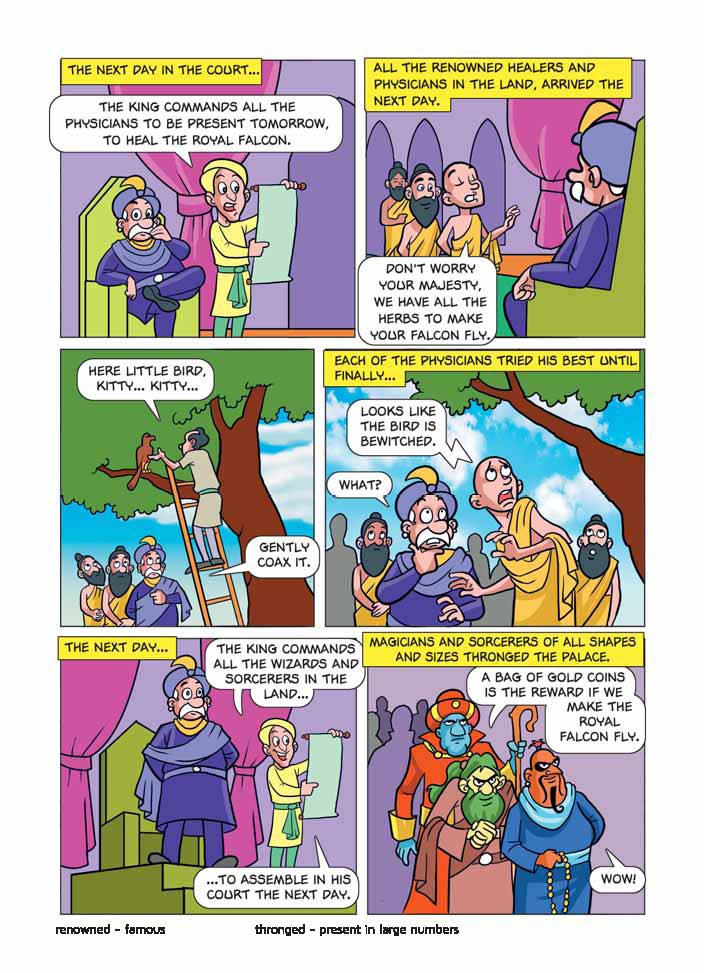 THE NEXT DAY IN THE COURT...
THE KING COMMANDS ALL THE
PHYSICIANS TO BE PRESENT TOMORROW,
TO HEAL THE ROYAL FALCON.
ALL THE RENOWNED HEALERS AND
PHYSICIANS IN THE LAND, ARRIVED THE
NEXT DAY.
DON'T WORRY
YOUR MAJESTY,
WE HAVE ALL THE
HERBS TO MAKE
YOUR FALCON FLY.
HERE LITTLE BIRD,
KITTY... KITTY...
GENTLY
COAX IT.
EACH OF THE PHYSICIANS TRIED HIS BEST UNTIL
FINALLY...
LOOKS LIKE
THE BIRD IS
BEWITCHED.
WHAT?
THE NEXT DAY...
THE KING COMMANDS
ALL THE WIZARDS AND
SORCERERS IN THE
LAND...
...TO ASSEMBLE IN HIS
COURT THE NEXT DAY.
MAGICIANS AND SORCERERS OF ALL SHAPES
AND SIZES THRONGED THE PALACE.
A BAG OF GOLD COINS
IS THE REWARD IF WE
MAKE THE
ROYAL
FALCON FLY.
WOW!
renowned - famous
thronged - present in large numbers